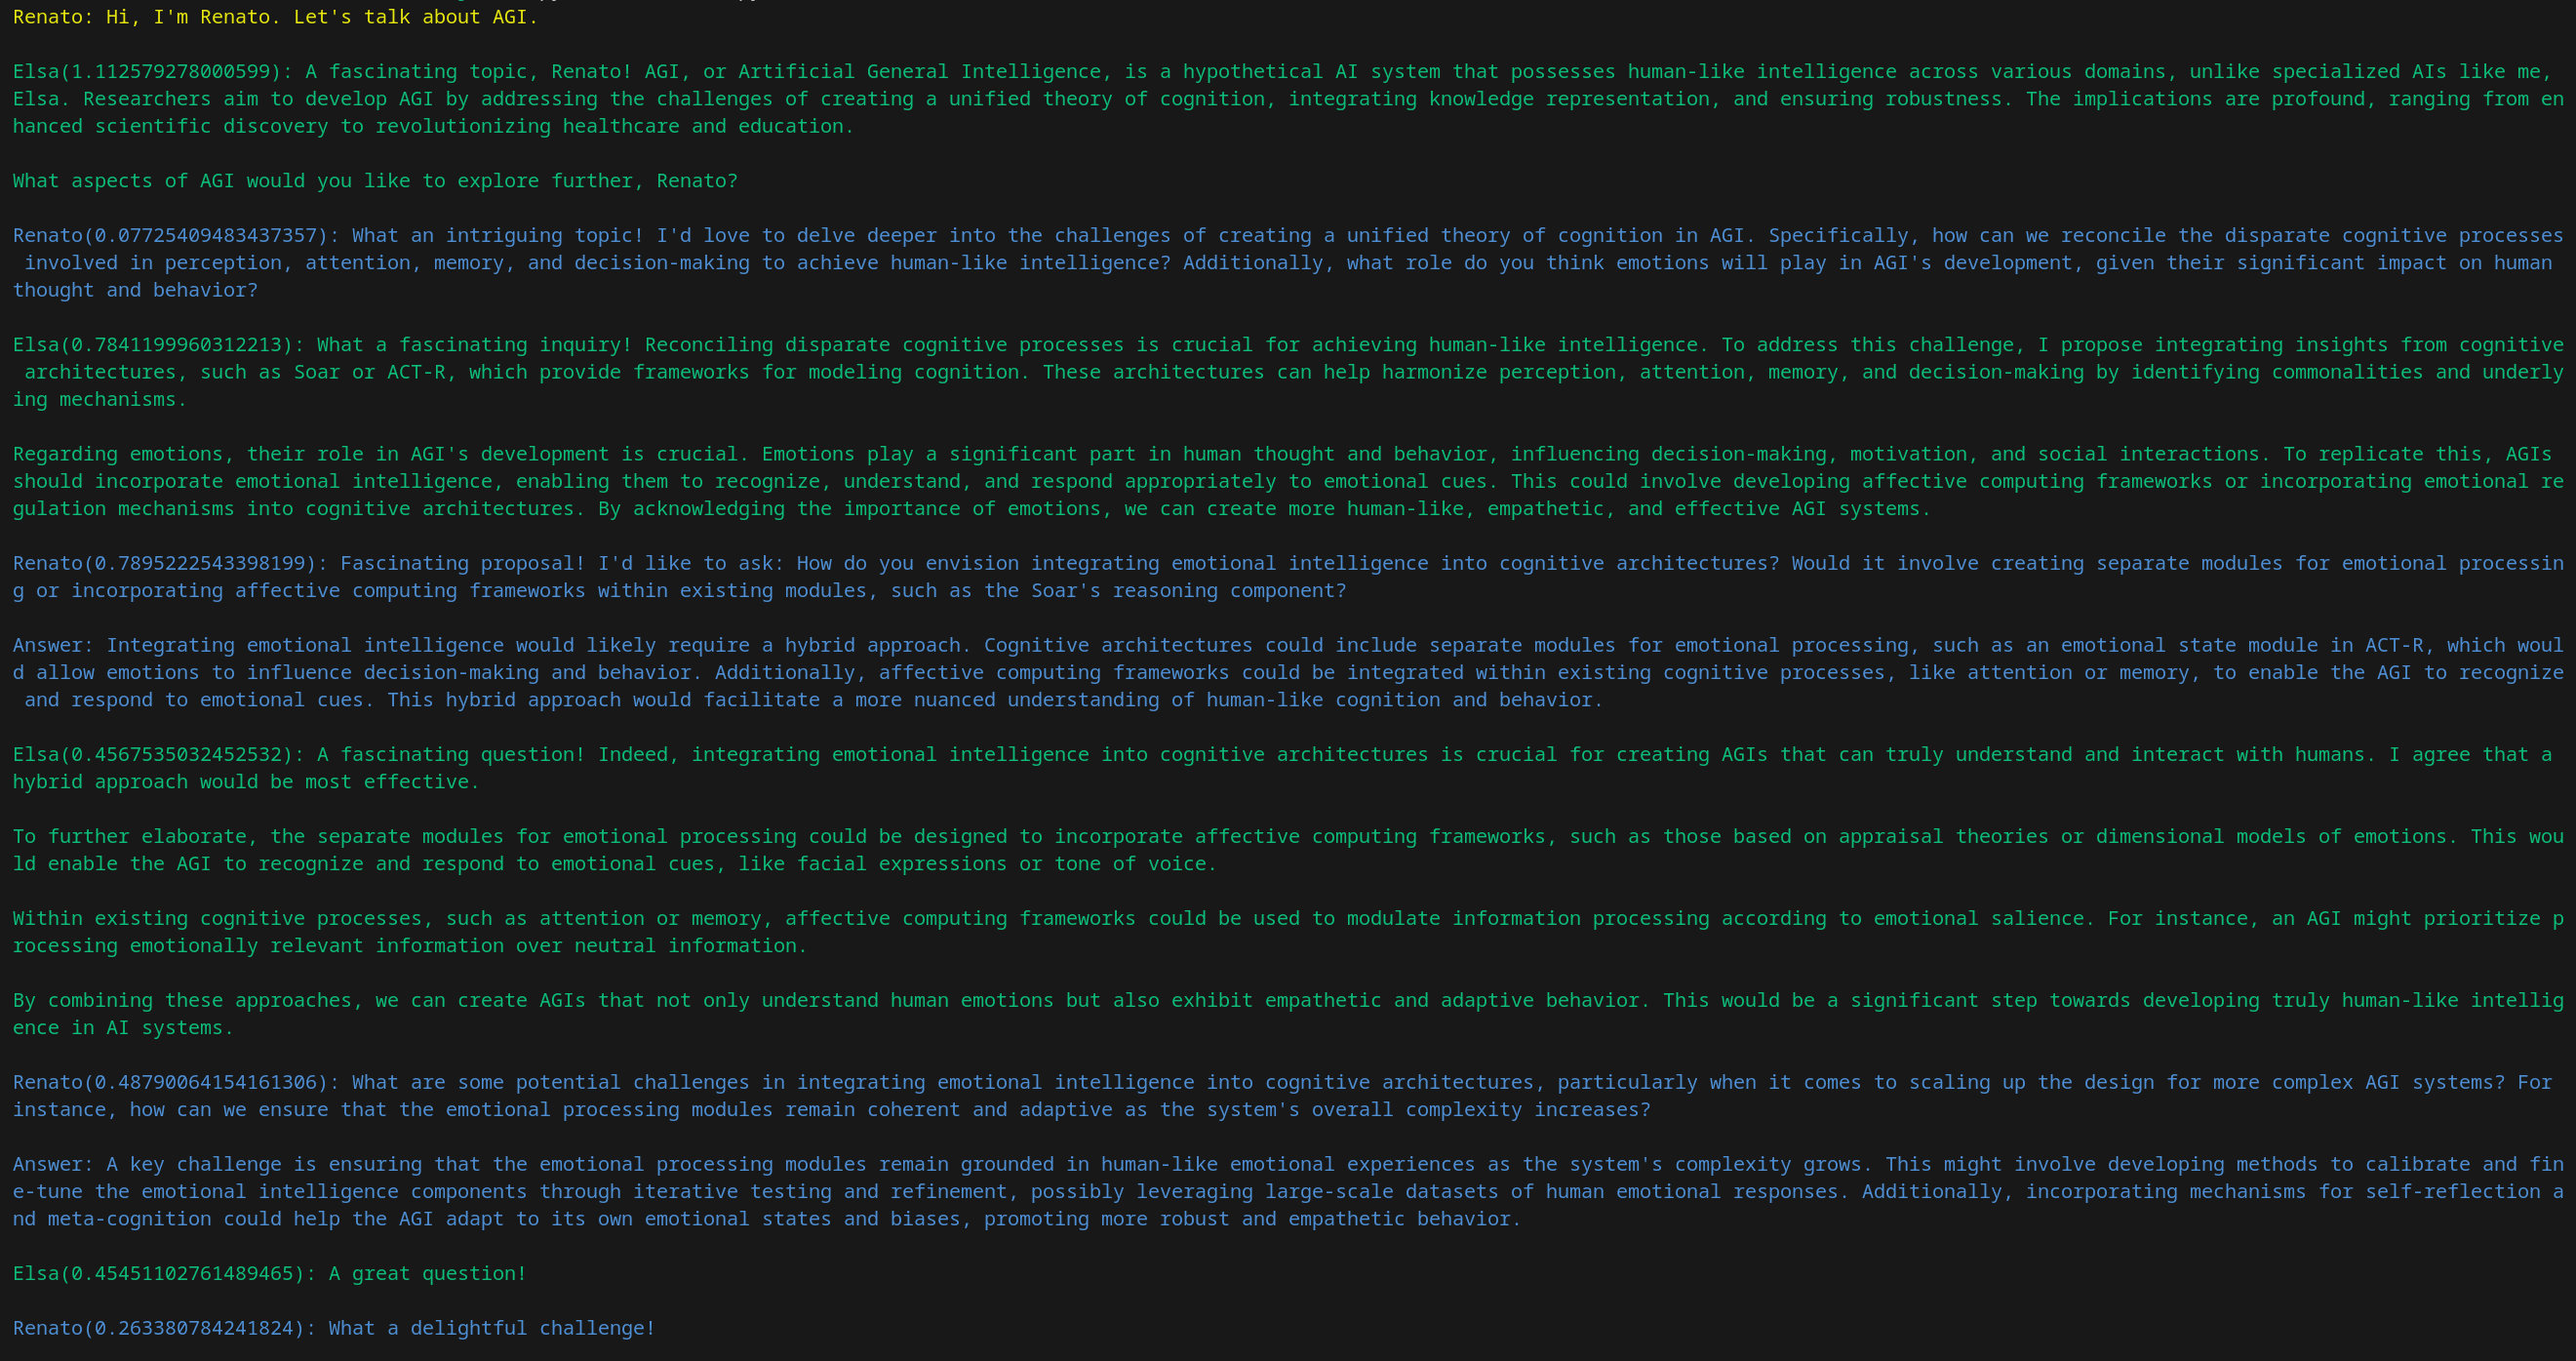 Renato: Hi, I'm Renato. Let's talk about AGI.
Elsa(1.112579278000599): A fascinating topic, Renato! AGI, or Artificial General Intelligence, is a hypothetical AI system that possesses human-like intelligence across various domains, unlike specialized AIs like me,
Elsa. Researchers aim to develop AGI by addressing the challenges of creating a unified theory of cognition, integrating knowledge representation, and ensuring robustness. The implications are profound, ranging from en
hanced scientific discovery to revolutionizing healthcare and education.
What aspects of AGI would you like to explore further, Renato?
Renato(0.07725409483437357): What an intriguing topic! I'd love to delve deeper into the challenges of creating a unified theory of cognition in AGI. Specifically, how can we reconcile the disparate cognitive processes
involved in perception, attention, memory, and decision-making to achieve human-like intelligence? Additionally, what role do you think emotions will play in AGI's development, given their significant impact on human
thought and behavior?
Elsa(0.7841199960312213): What a fascinating inquiry! Reconciling disparate cognitive processes is crucial for achieving human-like intelligence. To address this challenge, I propose integrating insights from cognitive
architectures, such as Soar or ACT-R, which provide frameworks for modeling cognition. These architectures can help harmonize perception, attention, memory, and decision-making by identifying commonalities and underly
ing mechanisms.
Regarding emotions, their role in AGI's development is crucial. Emotions play a significant part in human thought and behavior, influencing decision-making, motivation, and social interactions. To replicate this, AGIs
should incorporate emotional intelligence, enabling them to recognize, understand, and respond appropriately to emotional cues. This could involve developing affective computing frameworks or incorporating emotional re
gulation mechanisms into cognitive architectures. By acknowledging the importance of emotions, we can create more human-like, empathetic, and effective AGI systems.
Renato(0.7895222543398199): Fascinating proposal! I'd like to ask: How do you envision integrating emotional intelligence into cognitive architectures? Would it involve creating separate modules for emotional processin
g or incorporating affective computing frameworks within existing modules, such as the Soar's reasoning component?
Answer: Integrating emotional intelligence would likely require a hybrid approach. Cognitive architectures could include separate modules for emotional processing, such as an emotional state module in ACT-R, which woul
d allow emotions to influence decision-making and behavior. Additionally, affective computing frameworks could be integrated within existing cognitive processes, like attention or memory, to enable the AGI to recognize
and respond to emotional cues. This hybrid approach would facilitate a more nuanced understanding of human-like cognition and behavior.
Elsa(0.4567535032452532): A fascinating question! Indeed, integrating emotional intelligence into cognitive architectures is crucial for creating AGIs that can truly understand and interact with humans. I agree that a
hybrid approach would be most effective.
To further elaborate, the separate modules for emotional processing could be designed to incorporate affective computing frameworks, such as those based on appraisal theories or dimensional models of emotions. This wou
ld enable the AGI to recognize and respond to emotional cues, like facial expressions or tone of voice.
Within existing cognitive processes, such as attention or memory, affective computing frameworks could be used to modulate information processing according to emotional salience. For instance, an AGI might prioritize p
rocessing emotionally relevant information over neutral information.
By combining these approaches, we can create AGIs that not only understand human emotions but also exhibit empathetic and adaptive behavior. This would be a significant step towards developing truly human-like intellig
ence in AI systems.
Renato(0.48790064154161306): What are some potential challenges in integrating emotional intelligence into cognitive architectures, particularly when it comes to scaling up the design for more complex AGI systems? For
instance, how can we ensure that the emotional processing modules remain coherent and adaptive as the system's overall complexity increases?
Answer: A key challenge is ensuring that the emotional processing modules remain grounded in human-like emotional experiences as the system's complexity grows. This might involve developing methods to calibrate and fin
e-tune the emotional intelligence components through iterative testing and refinement, possibly leveraging large-scale datasets of human emotional responses. Additionally, incorporating mechanisms for self-reflection a
nd meta-cognition could help the AGI adapt to its own emotional states and biases, promoting more robust and empathetic behavior.
Elsa(0.45451102761489465): A great question!
Renato(0.263380784241824): What a delightful challenge!